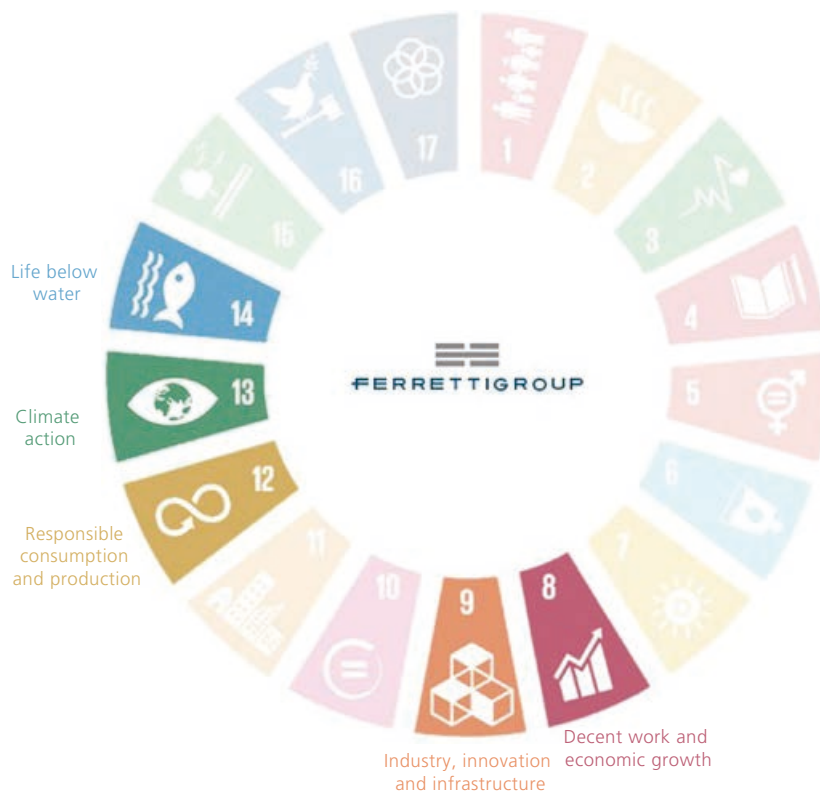 17
1
16
2
15
3
Life below
water
14
4
FERRETTIGROUP
13
5
Climate
action
12
6
Responsible
consumption
and production
11
7
10
9
8
Decent work and
economic growth
Industry, innovation
and infrastructure